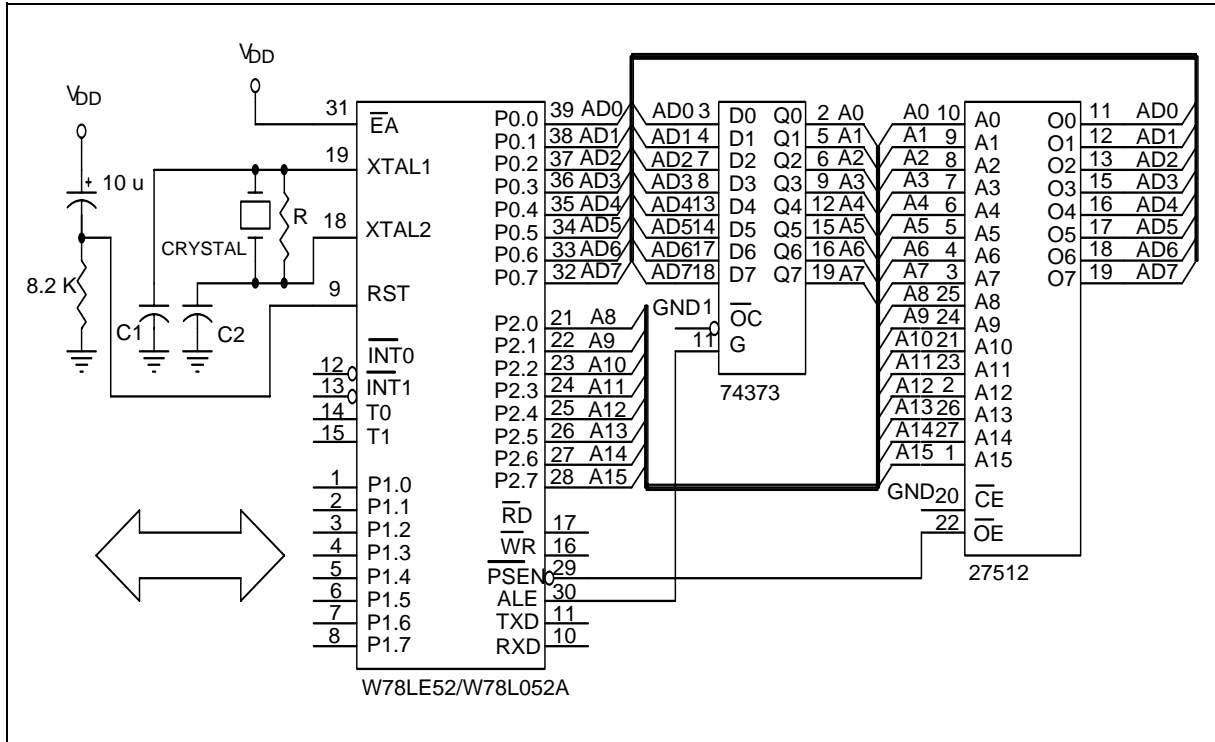 VDD
VDD
10 u
8.2 K
C1
C2
CRYSTAL
R
31 EA
19 XTAL1
18 XTAL2
9 RST
12 INT0
13 INT1
14 T0
15 T1
1 P1.0
2 P1.1
3 P1.2
4 P1.3
5 P1.4
6 P1.5
7 P1.6
8 P1.7
P0.0 39 AD0
P0.1 38 AD1
P0.2 37 AD2
P0.3 36 AD3
P0.4 35 AD4
P0.5 34 AD5
P0.6 33 AD6
P0.7 32 AD7
P2.0 21 A8
P2.1 22 A9
P2.2 23 A10
P2.3 24 A11
P2.4 25 A12
P2.5 26 A13
P2.6 27 A14
P2.7 28 A15
RD 17
WR 16
PSEN 29
ALE 30
TXD 11
RXD 10
W78LE52/W78L052A
AD0 3 D0 Q0 2 A0
AD1 4 D1 Q1 5 A1
AD2 7 D2 Q2 6 A2
AD3 8 D3 Q3 9 A3
AD4 13 D4 Q4 12 A4
AD5 14 D5 Q5 15 A5
AD6 17 D6 Q6 16 A6
AD7 18 D7 Q7 19 A7
GND 1 OC
11 G
74373
A0 10 A0 O0 11 AD0
A1 9 A1 O1 12 AD1
A2 8 A2 O2 13 AD2
A3 7 A3 O3 15 AD3
A4 6 A4 O4 16 AD4
A5 5 A5 O5 17 AD5
A6 4 A6 O6 18 AD6
A7 3 A7 O7 19 AD7
A8 25 A8
A9 24 A9
A10 21 A10
A11 23 A11
A12 2 A12
A13 26 A13
A14 27 A14
A15 1 A15
GND 20 CE
22 OE
27512